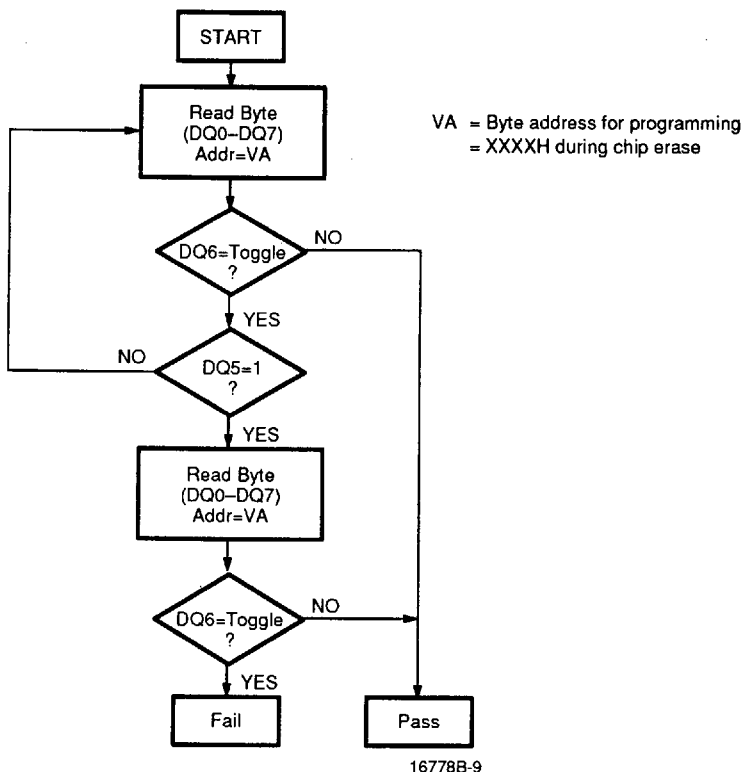 START
Read Byte
(DQ0–DQ7)
Addr=VA
VA = Byte address for programming
= XXXXH during chip erase
DQ6=Toggle
?
NO
YES
DQ5=1
?
NO
YES
Read Byte
(DQ0–DQ7)
Addr=VA
DQ6=Toggle
?
NO
YES
Fail
Pass
16778B-9